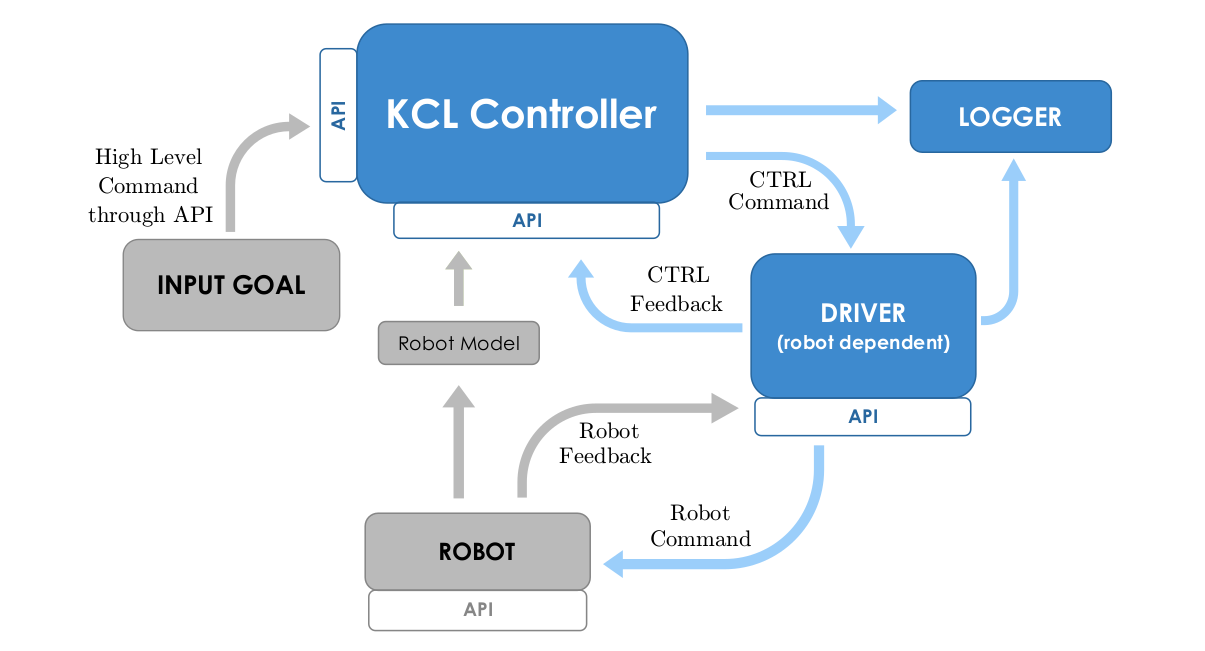 KCL Controller
API
API
LOGGER
High Level
Command
through API
CTRL
Command
INPUT GOAL
CTRL
Feedback
DRIVER
(robot dependent)
API
Robot Model
Robot
Feedback
Robot
Command
ROBOT
API